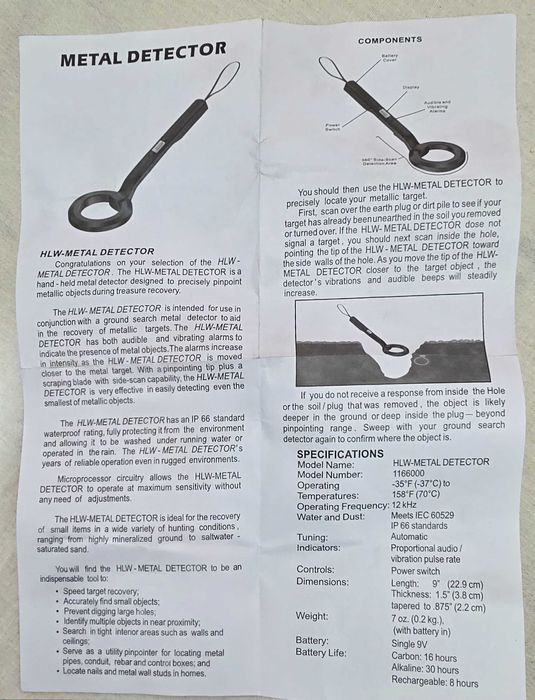 METAL DETECTOR
HLW-METAL DETECTOR
Congratulations on your selection of the HLW-
METAL DETECTOR. The HLW-METAL DETECTOR is a
hand - held metal detector designed to precisely pinpoint
metallic objects during treasure recovery.
The HLW- METAL DETECTOR is intended for use in
conjunction with a ground search metal detector to aid
in the recovery of metallic targets. The HLW-METAL
DETECTOR has both audible and vibrating alarms to
indicate the presence of metal objects.The alarms increase
in intensity as the HLW - METAL DETECTOR is moved
closer to the metal target. With a pinpointing tip plus a
scraping blade with side-scan capability, the HLW-METAL
DETECTOR is very effective in easily detecting even the
smallest of metallic objects.
The HLW-METAL DETECTOR has an IP 66 standard
waterproof rating, fully protecting it from the environment
and allowing it to be washed under running water or
operated in the rain. The HLW- METAL DETECTOR's
years of reliable operation even in rugged environments.
Microprocessor circuitry allows the HLW-METAL
DETECTOR to operate at maximum sensitivity without
any need of adjustments.
The HLW-METAL DETECTOR is ideal for the recovery
of small items in a wide variety of hunting conditions,
ranging from highly mineralized ground to saltwater -
saturated sand.
You will find the HLW - METAL DETECTOR to be an
indispensable tool to:
• Speed target recovery;
• Accurately find small objects;
• Prevent digging large holes;
• Identify multiple objects in near proximity;
• Search in tight interior areas such as walls and
ceilings;
• Serve as a utility pinpointer for locating metal
pipes, conduit, rebar and control boxes; and
• Locate nails and metal wall studs in homes.
COMPONENTS
Battery
Cover
Display
Audible and
Vibrating
Alarms
Power
Switch
360° Side-Scan
Detection Area
You should then use the HLW-METAL DETECTOR to
precisely locate your metallic target.
First, scan over the earth plug or dirt pile to see if your
target has already been unearthed in the soil you removed
or turned over. If the HLW-METAL DETECTOR dose not
signal a target, you should next scan inside the hole,
pointing the tip of the HLW - METAL DETECTOR toward
the side walls of the hole. As you move the tip of the HLW-
METAL DETECTOR closer to the target object , the
detector's vibrations and audible beeps will steadily
increase.
If you do not receive a response from inside the Hole
or the soil / plug that was removed, the object is likely
deeper in the ground or deep inside the plug — beyond
pinpointing range. Sweep with your ground search
detector again to confirm where the object is.
SPECIFICATIONS
Model Name: HLW-METAL DETECTOR
Model Number: 1166000
Operating -35°F (-37°C) to
Temperatures: 158°F (70°C)
Operating Frequency: 12 kHz
Water and Dust: Meets IEC 60529
IP 66 standards
Tuning: Automatic
Indicators: Proportional audio /
vibration pulse rate
Controls: Power switch
Dimensions: Length: 9" (22.9 cm)
Thickness: 1.5" (3.8 cm)
tapered to .875" (2.2 cm)
Weight: 7 oz. (0.2 kg.),
(with battery in)
Battery: Single 9V
Battery Life: Carbon: 16 hours
Alkaline: 30 hours
Rechargeable: 8 hours